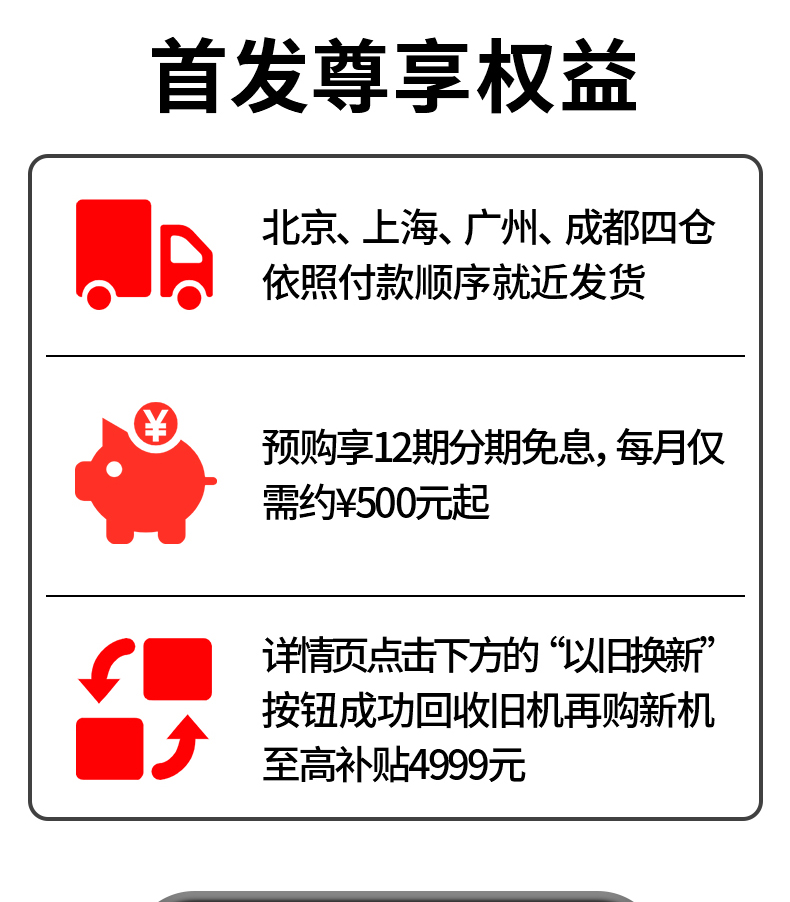 首发尊享权益
北京、上海、广州、成都四仓
依照付款顺序就近发货
¥
预购享12期分期免息，每月仅
需约¥500元起
详情页点击下方的“以旧换新”
按钮成功回收旧机再购新机
至高补贴4999元